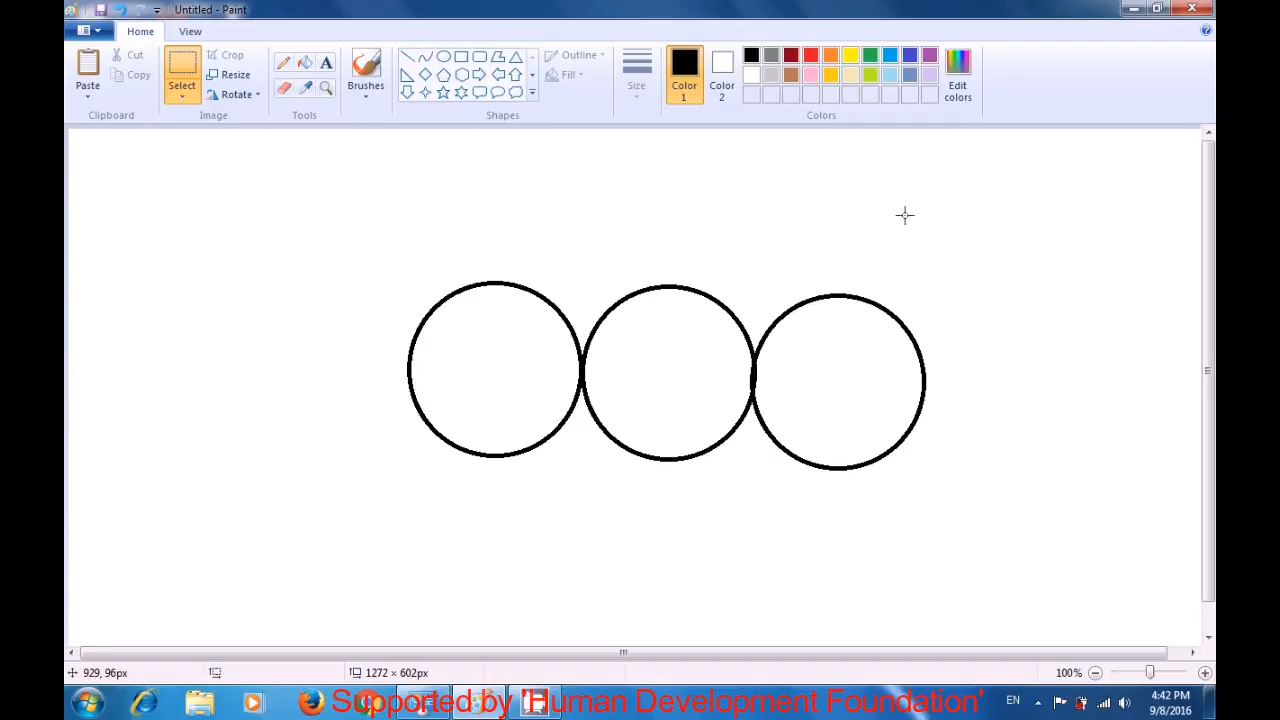 Untitled - Paint
Home View
Paste
Cut
Copy
Clipboard
Select
Crop
Resize
Rotate
Image
A
Tools
Brushes
Shapes
Outline
Fill
Size
Color 1
Color 2
Colors
Edit colors
929, 96px
1272 × 602px
100%
EN
4:42 PM
9/8/2016
Supported by 'Human Development Foundation'